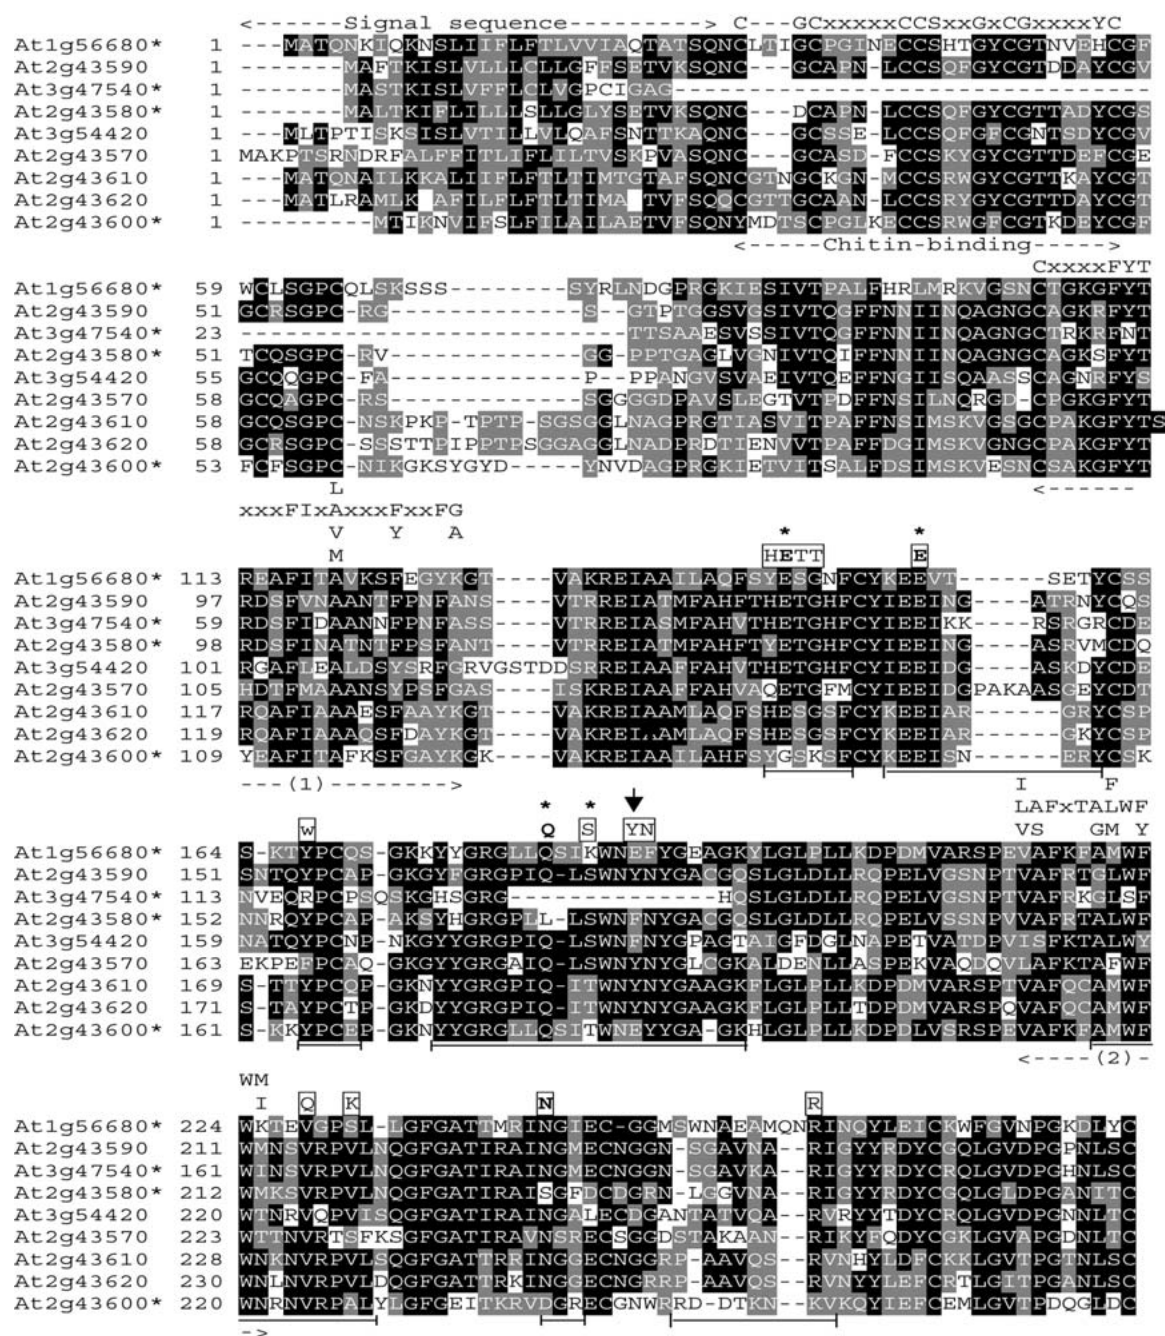 <------Signal sequence---------> C---GCxxxxxCCSxxGxCGxxxxYC
At1g56680* 1 ---MATQNKIQKNSLIIFLFTLVVIAQTATSQNCLTIGCPGINECCSHTGYCGTNVEHCGF
At2g43590 1 -------MAFTKISLVLLLCLLGFFSETVKSQNC---GCAPN-LCCSQFGYCGTDDAYCGV
At3g47540* 1 -------MASTKISLVFFLCLVGPCIGAG--------------------------------
At2g43580* 1 -------MALTKIFLILLLSLLGLYSETVKSQNC---DCAPN-LCCSQFGYCGTTADYCGS
At3g54420 1 ---MLTPTISKSISLVTILLVLQAFSNTTKAQNC---GCSSE-LCCSQFGFCGNTSDYCGV
At2g43570 1 MAKPTSRNDRFALFFITLIFLILTVSKPVASQNC---GCASD-FCCSKYGYCGTTDEFCGE
At2g43610 1 ---MATQNAILKKALIIFLFTLTIMTGTAFSQNCGTNGCKGN-MCCSRWGYCGTTKAYCGT
At2g43620 1 ---MATLRAMLK-AFILFLFTLTIMA-TVFSQQCGTTGCAAN-LCCSRYGYCGTTDAYCGT
At2g43600* 1 ---------MTIKNVIFSLFILAILAETVFSQNYMDTSCPGLKECCSRWGFCGTKDEYCGF
<-----Chitin-binding ----->
CxxxxFYT
At1g56680* 59 WCLSGPCQLSKSSS--------SYRLNDGPRGKIESIVTPALFHRLMRKVGSNCTGKGFYT
At2g43590 51 GCRSGPC-RG-------------S--GTPTGGSVGSIVTQGFFNNIINQAGNGCAGKRFYT
At3g47540* 23 --------------------------TTSAAESVSSIVTQGFFNNIINQAGNGCTRKRFNT
At2g43580* 51 TCQSGPC-RV-------------GG-PPTGAGLVGNIVTQIFFNNIINQAGNGCAGKSFYT
At3g54420 55 GCQQGPC-FA-------------P--PPANGVSVAEIVTQEFFNGIISQAASSCAGNRFYS
At2g43570 58 GCQAGPC-RS-------------SGGGGDPAVSLEGTVTPDFFNSILNQRGD-CPGKGFYT
At2g43610 58 GCQSGPC-NSKPKP-TPTP-SGSGGLNAGPRGTIASVITPAFFNSIMSKVGSGCPAKGFYTS
At2g43620 58 GCRSGPC-SSSSTTPIPPTPSGGAGGLNADPRDTIENVVTPAFFDGIMSKVGNGCPAKGFYT
At2g43600* 53 FCFSGPC-NIKGKSYGYD-----YNVDAGPRGKIETVITSALFDSIMSKVESNCSAKGFYT
L <------
xxxFIxAxxxFxxFG
V Y A * *
M HETT E
At1g56680* 113 REAFITAVKSFEGYKGT----VAKREIAAILAQFSYESGNFCYKEEVT------SETYCSS
At2g43590 97 RDSFVNAANTFPNFANS----VTRREIATMFAHFTHETGHFCYIEEING-----ATRNYCQS
At3g47540* 59 RDSFIDAANNFPNFASS----VTRREIASMFAHVTHETGHFCYIEEIKK-----RSRGRCDE
At2g43580* 98 RDSFINATNTFPSFANT----VTRREIATMFAHFTYETGHFCYIEEING-----ASRVMCDQ
At3g54420 101 RGAFLEALDSYSRFGRVGSTDDSRREIAAFFAHVTHETGHFCYIEEIDG-----ASKDYCDE
At2g43570 105 HDTFMAAANSYPSFGAS----ISKREIAAFFAHVAQETGFMCYIEEIDGPAKAASGEYCDT
At2g43610 117 RQAFIAAAESFAAYKGT----VAKREIAAMLAQFSHESGSFCYKEEIAR------GRYCSP
At2g43620 119 RQAFIAAAQSFDAYKGT----VAKREIAAMLAQFSHESGSFCYKEEIAR------GKYCSP
At2g43600* 109 YEAFITAFKSFGAYKGK----VAKREIAAILAHFSYGSKSFCYKEEISN------ERYCSK
---(1)--------> I F
* * LAFxTALWF
w Q S YN VS GM Y
At1g56680* 164 S-KTYPCQS-GKKYYGRGLLQSIKWNEFYGEAGKYLGLPLLKDPDMVARSPEVAFKFAMWF
At2g43590 151 SNTQYPCAP-GKGYFGRGPIQ-LSWNYNYGACGQSLGLDLLRQPELVGSNPTVAFRTGLWF
At3g47540* 113 NVEQRPCPSQSKGHSGRG--------------HQSLGLDLLRQPELVGSNPTVAFRKGLSF
At2g43580* 152 NNRQYPCAP-AKSYHGRGPLL-LSWNFNYGACGQSLGLDLLRQPELVSSNPVVAFRTALWF
At3g54420 159 NATQYPCNP-NKGYYGRGPIQ-LSWNFNYGPAGTAIGFDGLNAPETVATDPVISFKTALWY
At2g43570 163 EKPEFPCAQ-GKGYYGRGAIQ-LSWNYNYGLCGKALDENLLASPEKVAQDQVLAFKTAFWF
At2g43610 169 S-TTYPCQP-GKNYYGRGPIQ-ITWNYNYGAAGKFLGLPLLKDPDMVARSPTVAFQCAMWF
At2g43620 171 S-TAYPCTP-GKDYYGRGPIQ-ITWNYNYGAAGKFLGLPLLTDPDMVARSPQVAFQCAMWF
At2g43600* 161 S-KKYPCEP-GKNYYGRGLLQSITWNEYYGA-GKHLGLPLLKDPDLVSRSPEVAFKFAMWF
<----(2)-
WM
I Q K N R
At1g56680* 224 WKTEVGPSL-LGFGATTMRINGIEC-GGMSWNAEAMQNRINQYLEICKWFGVNPGKDLYC
At2g43590 211 WMNSVRPVLNQGFGATIRAINGMECNGGN-SGAVNA--RIGYYRDYCGQLGVDPGPNLSC
At3g47540* 161 WINSVRPVLNQGFGATIRAINGMECNGGN-SGAVKA--RIGYYRDYCRQLGVDPGHNLSC
At2g43580* 212 WMKSVRPVLNQGFGATIRAISGFDCDGRN-LGGVNA--RIGYYRDYCGQLGLDPGANITC
At3g54420 220 WTNRVQPVISQGFGATIRAINGALECDGANTATVQA--RVRYYTDYCRQLGVDPGNNLTC
At2g43570 223 WTTNVRTSFKSGFGATIRAVNSRECSGGDSTAKAAN--RIKYFQDYCGKLGVAPGDNLTC
At2g43610 228 WNKNVRPVLSQGFGATTRRINGGECNGGRP-AAVQS--RVNHYLDFCKKLGVTPGTNLSC
At2g43620 230 WNLNVRPVLDQGFGATTRKINGGECNGRRP-AAVQS--RVNYYLEFCRTLGITPGANLSC
At2g43600* 220 WNRNVRPALYLGFGEITKRVDGRECGNWRRD-DTKN--KVKQYIEFCEMLGVTPDQGLDC
->